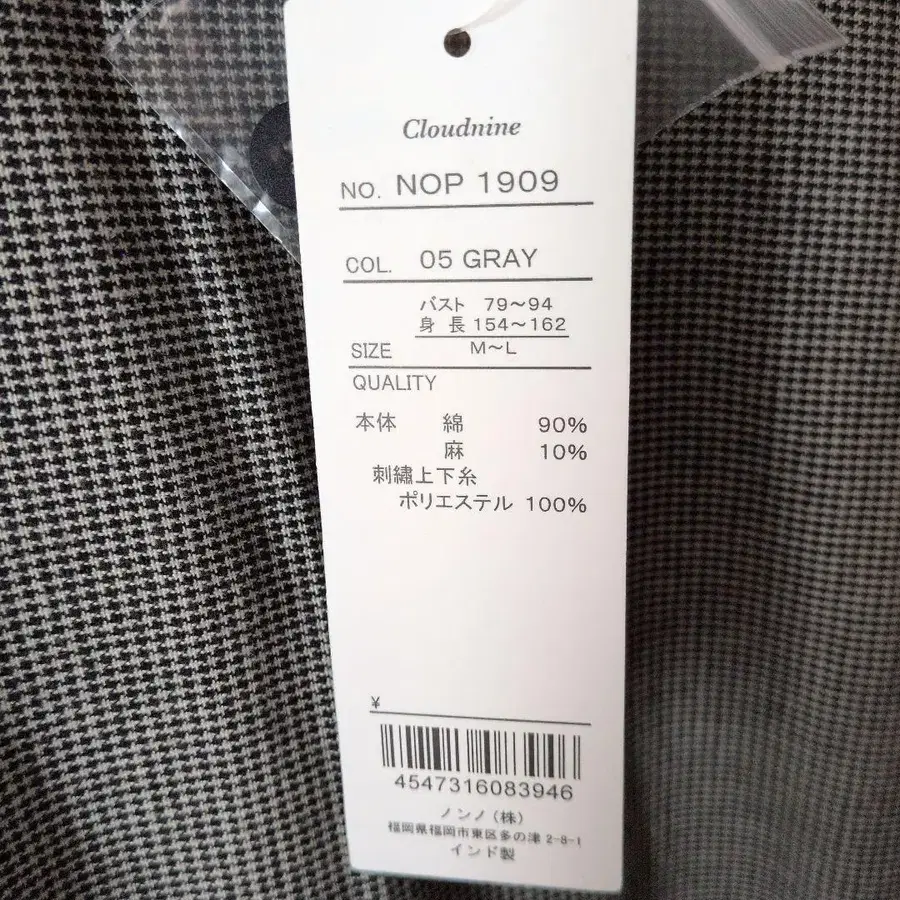 Cloudnine
NO. NOP 1909
COL. 05 GRAY
バスト 79～94
身 長 154～162
SIZE M～L
QUALITY
本体 綿 90%
麻 10%
刺繍上下糸
ポリエステル 100%
¥
4547316083946
ノンノ(株)
福岡県福岡市東区多の津 2-8-1
インド製